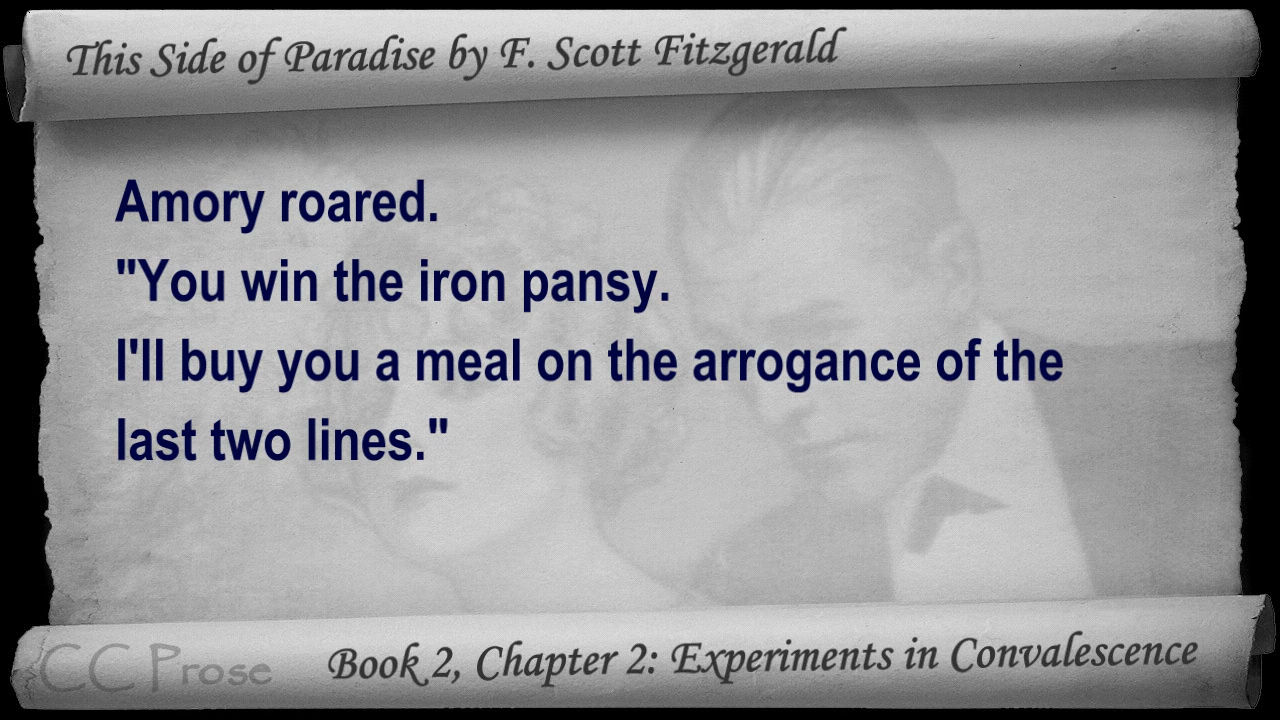 This Side of Paradise by F. Scott Fitzgerald
Amory roared.
"You win the iron pansy.
I'll buy you a meal on the arrogance of the
last two lines."
CC Prose
Book 2, Chapter 2: Experiments in Convalescence